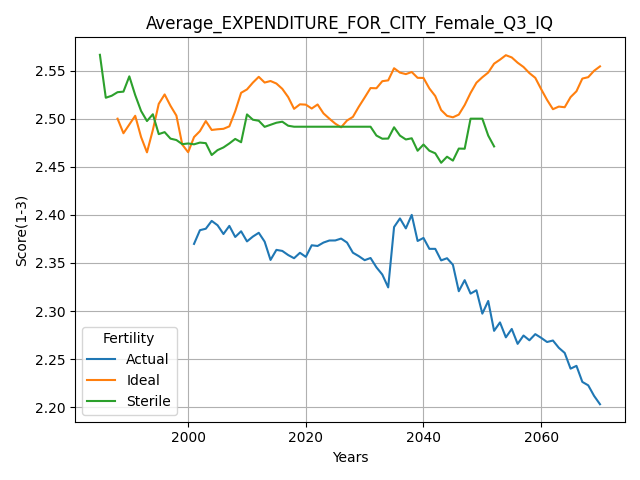 Average_EXPENDITURE_FOR_CITY_Female_Q3_IQ
Score(1-3)
2.55
2.50
2.45
2.40
2.35
2.30
2.25
2.20
Fertility
Actual
Ideal
Sterile
2000 2020 2040 2060
Years